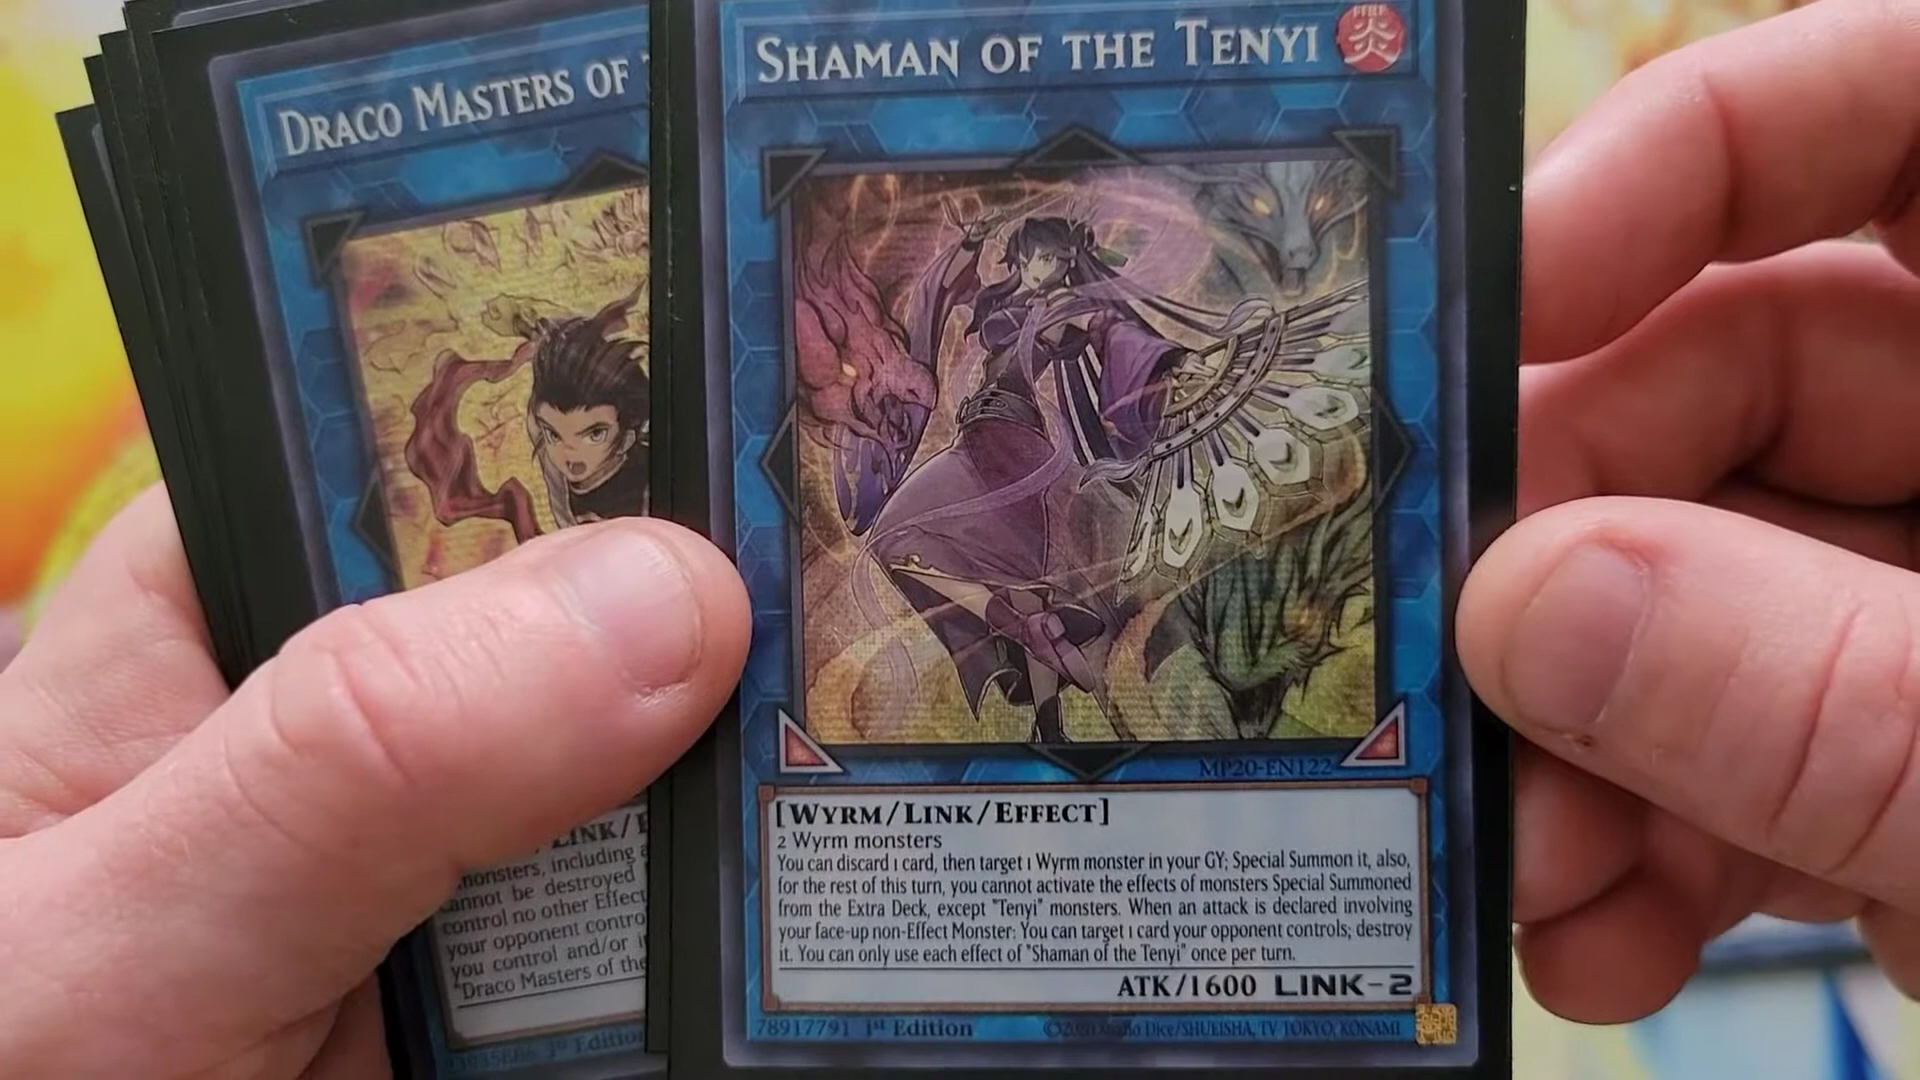 DRACO MASTERS OF
LINK/E
monsters, including
cannot be destroyed
control no other Effect
your opponent contro
you control and/or i
"Draco Masters of the
1st Edition
SHAMAN OF THE TENYI
FIRE
炎
MP20-EN122
[WYRM/LINK/EFFECT]
2 Wyrm monsters
You can discard 1 card, then target 1 Wyrm monster in your GY; Special Summon it, also,
for the rest of this turn, you cannot activate the effects of monsters Special Summoned
from the Extra Deck, except "Tenyi" monsters. When an attack is declared involving
your face-up non-Effect Monster: You can target 1 card your opponent controls; destroy
it. You can only use each effect of "Shaman of the Tenyi" once per turn.
ATK/1600 LINK-2
78917791 1st Edition
©2020 Studio Dice/SHUEISHA, TV TOKYO, KONAMI